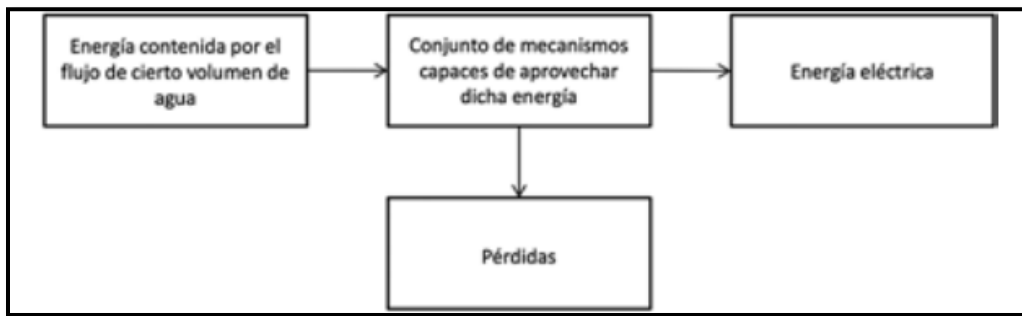 Energía contenida por el
flujo de cierto volumen de
agua
Conjunto de mecanismos
capaces de aprovechar
dicha energía
Energía eléctrica
Pérdidas